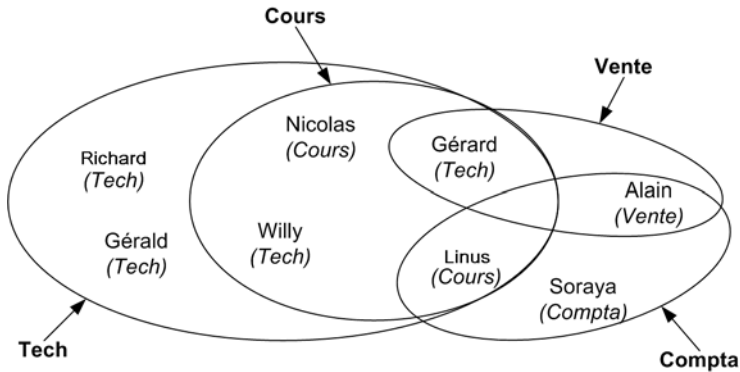 Cours
Vente
Nicolas
(Cours)
Gérard
(Tech)
Richard
(Tech)
Alain
(Vente)
Gérald
(Tech)
Willy
(Tech)
Linus
(Cours)
Soraya
(Compta)
Tech
Compta